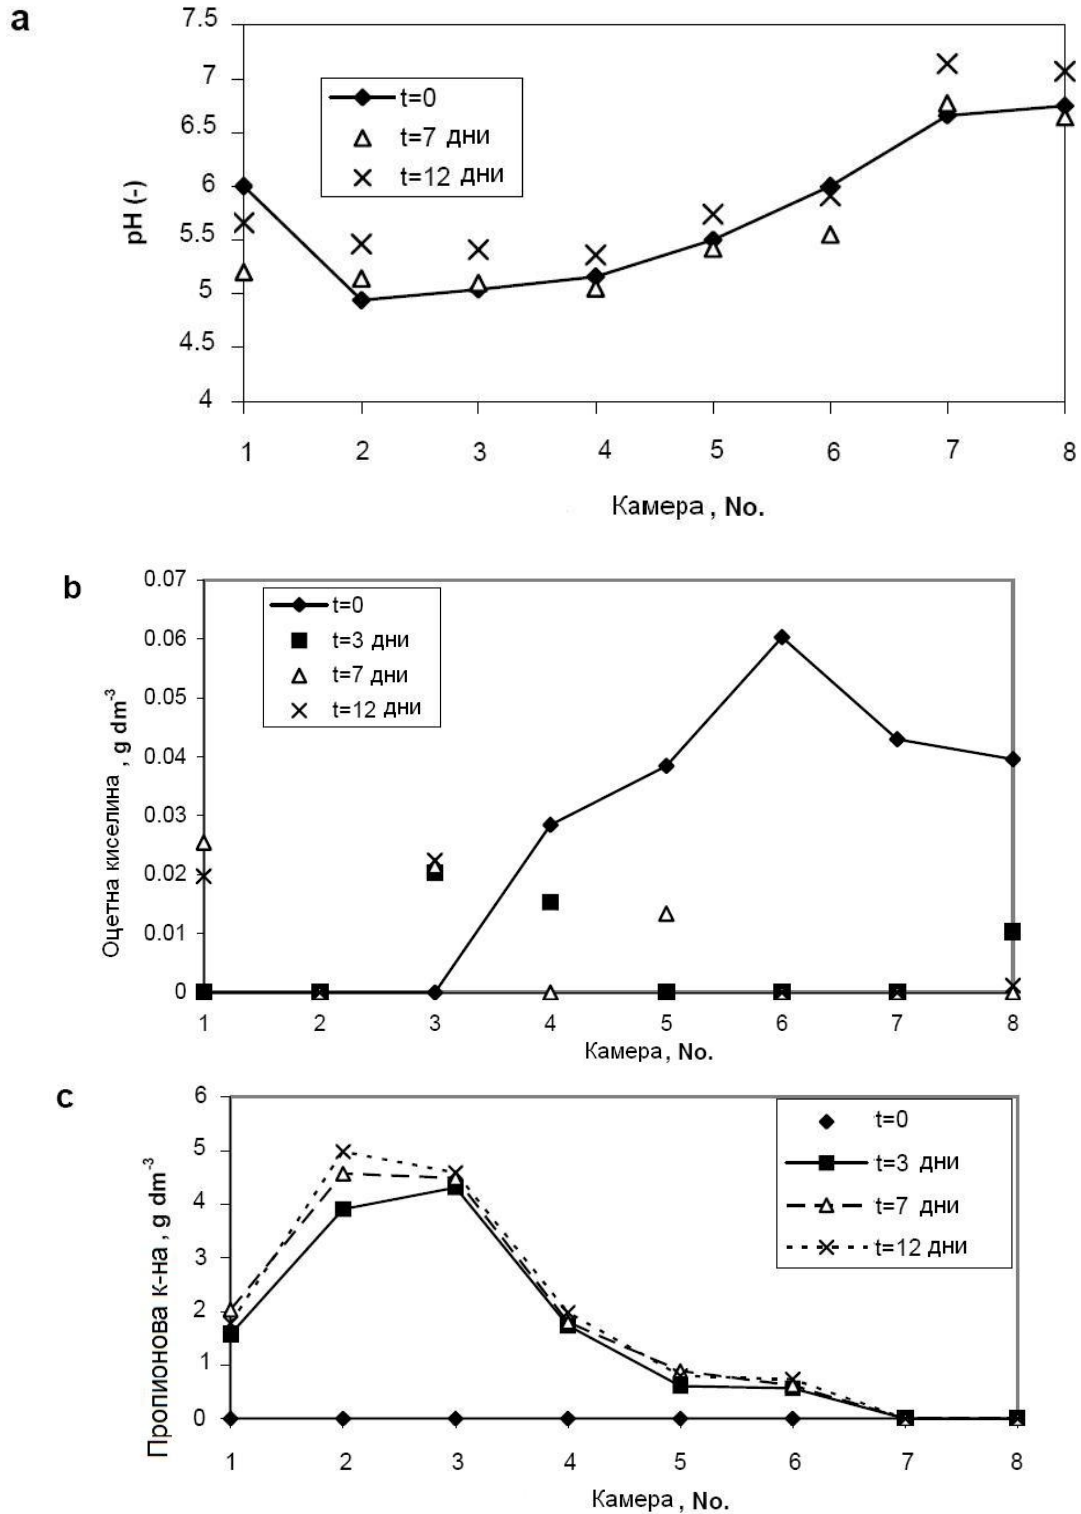 a
7.5
7
6.5
6
5.5
5
4.5
4
pH (-)
t=0
t=7 дни
t=12 дни
1 2 3 4 5 6 7 8
Камера , No.
b
0.07
0.06
0.05
0.04
0.03
0.02
0.01
0
Оцетна киселина , g dm-3
t=0
t=3 дни
t=7 дни
t=12 дни
1 2 3 4 5 6 7 8
Камера , No.
c
6
5
4
3
2
1
0
Пропионова к-на , g dm-3
t=0
t=3 дни
t=7 дни
t=12 дни
1 2 3 4 5 6 7 8
Камера , No.